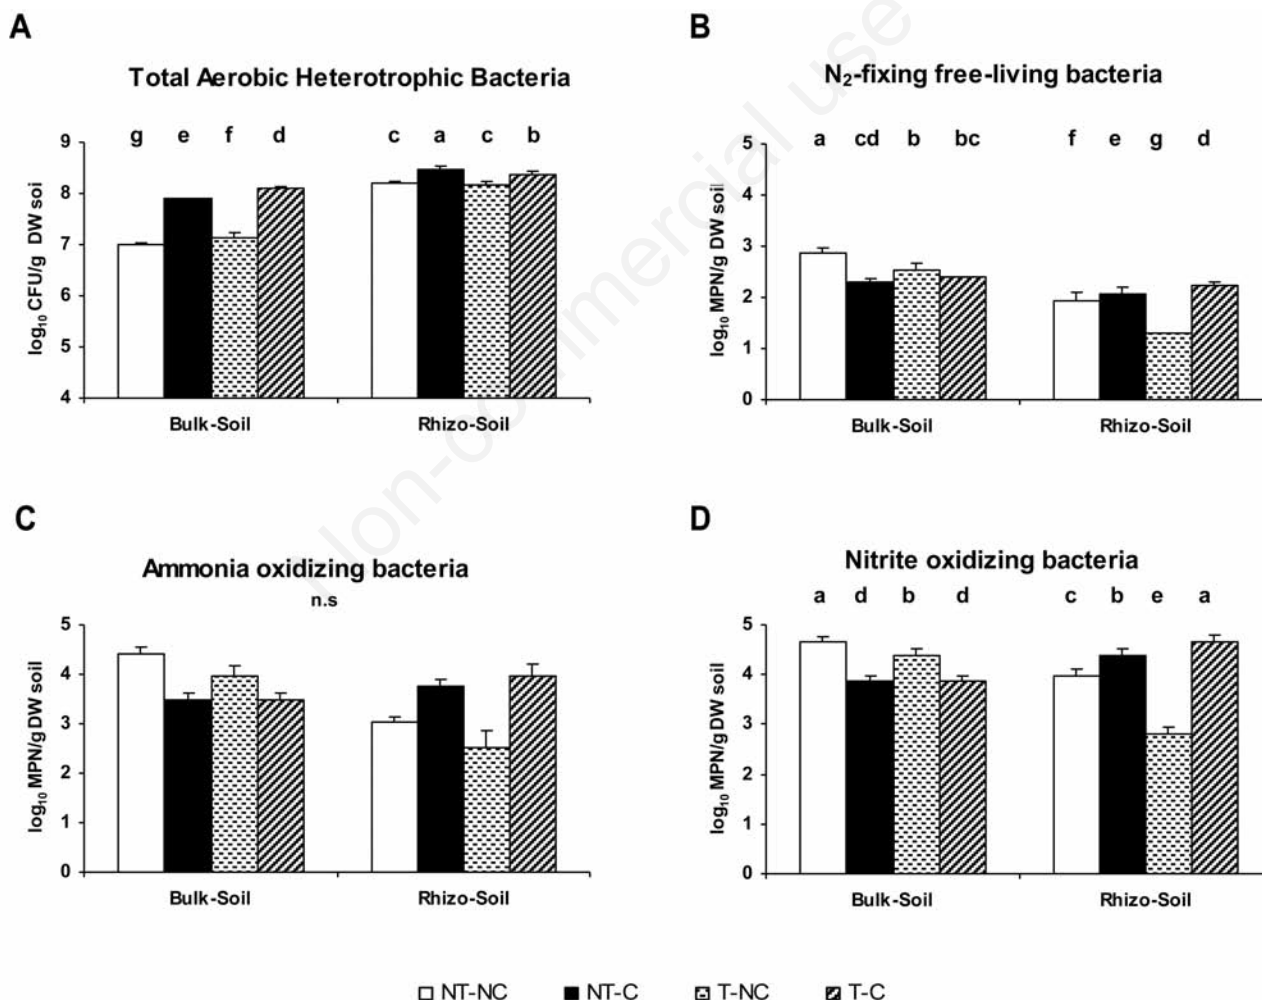 A
Total Aerobic Heterotrophic Bacteria
g e f d c a c b
9
8
7
6
5
4
log₁₀ CFU/g DW soi
Bulk-Soil Rhizo-Soil
B
N₂-fixing free-living bacteria
a cd b bc f e g d
5
4
3
2
1
0
log₁₀ MPN/g DW soil
Bulk-Soil Rhizo-Soil
C
Ammonia oxidizing bacteria
n.s
5
4
3
2
1
0
log₁₀ MPN/g DW soil
Bulk-Soil Rhizo-Soil
D
Nitrite oxidizing bacteria
a d b d c b e a
5
4
3
2
1
0
log₁₀ MPN/g DW soil
Bulk-Soil Rhizo-Soil
NT-NC NT-C T-NC T-C
Non-commercial use